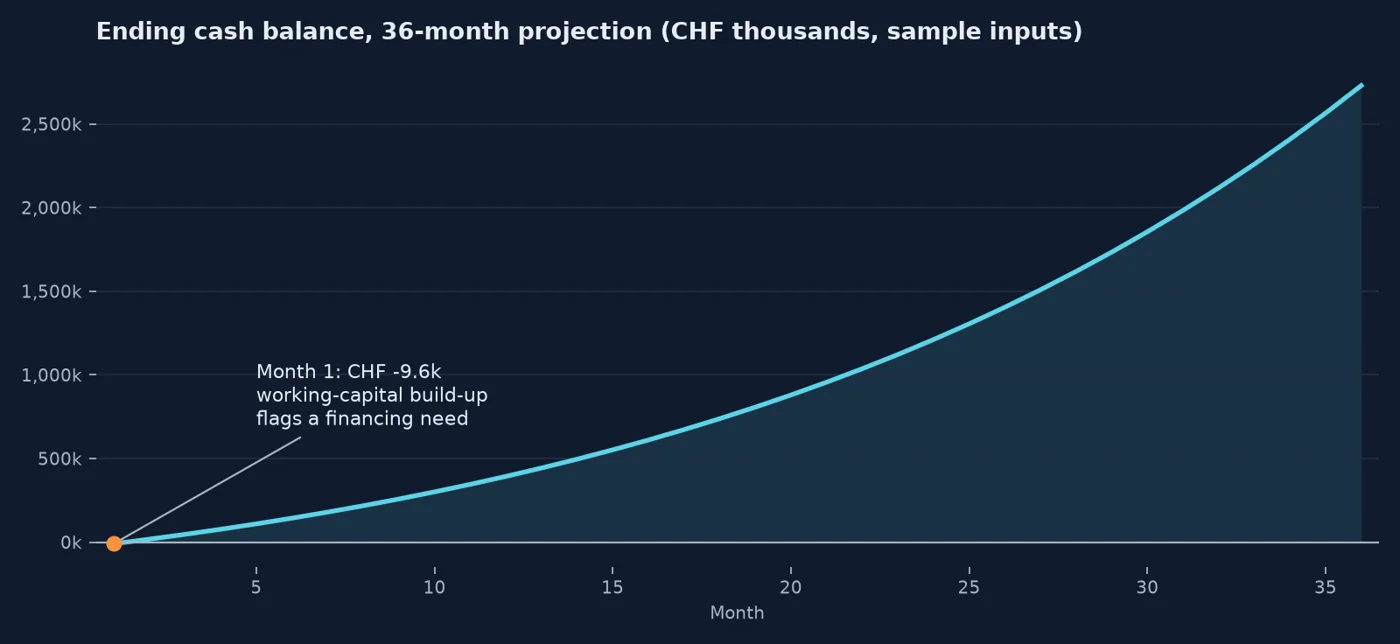 Ending cash balance, 36-month projection (CHF thousands, sample inputs)
2,500k
2,000k
1,500k
1,000k
500k
0k
Month 1: CHF -9.6k
working-capital build-up
flags a financing need
5
10
15
20
25
30
35
Month